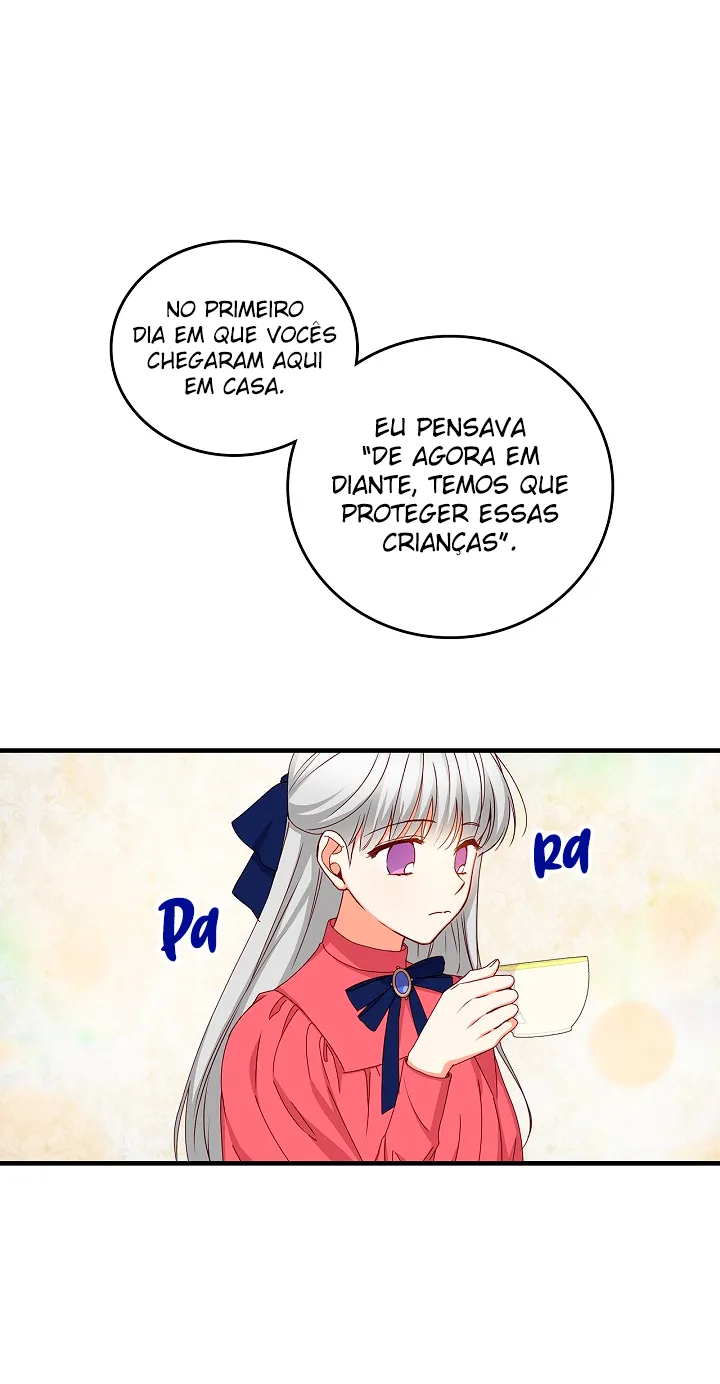 NO PRIMEIRO
DIA EM QUE VOCÊS
CHEGARAM AQUI
EM CASA.
EU PENSAVA
"DE AGORA EM
DIANTE, TEMOS QUE
PROTEGER ESSAS
CRIANÇAS".
RA
PA